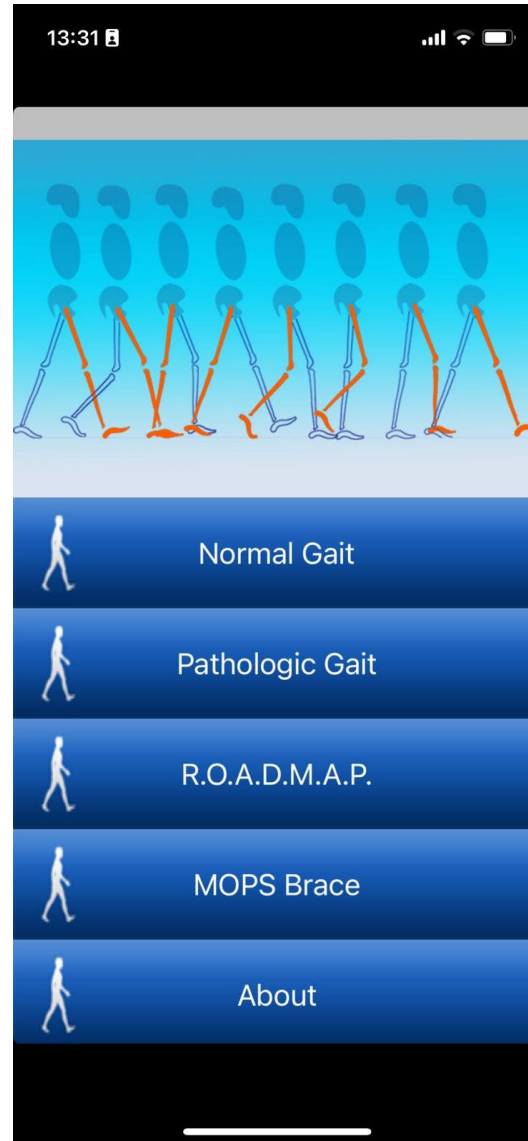 13:31
Normal Gait
Pathologic Gait
R.O.A.D.M.A.P.
MOPS Brace
About